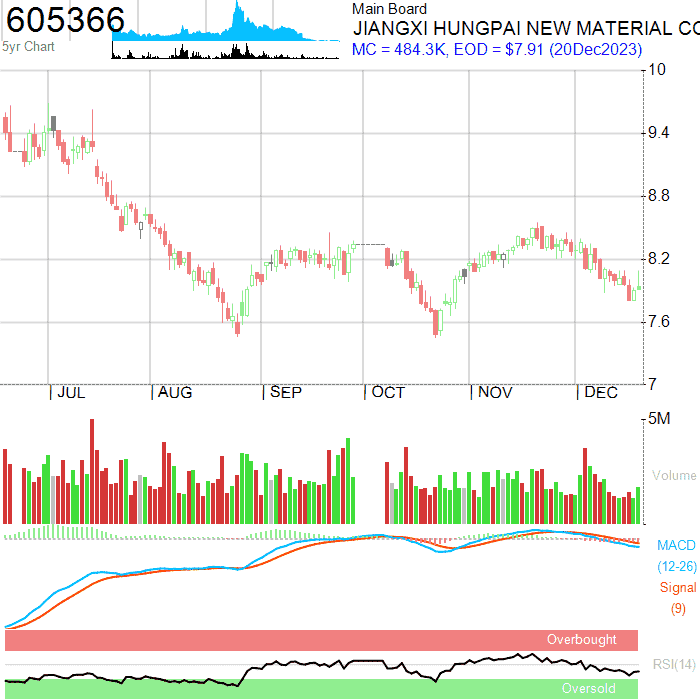 605366
5yr Chart
Main Board
JIANGXI HUNGPAI NEW MATERIAL CO
MC = 484.3K, EOD = $7.91 (20Dec2023)
10
9.4
8.8
8.2
7.6
7
JUL
AUG
SEP
OCT
NOV
DEC
5M
Volume
MACD
(12-26)
Signal
(9)
Overbought
RSI(14)
Oversold